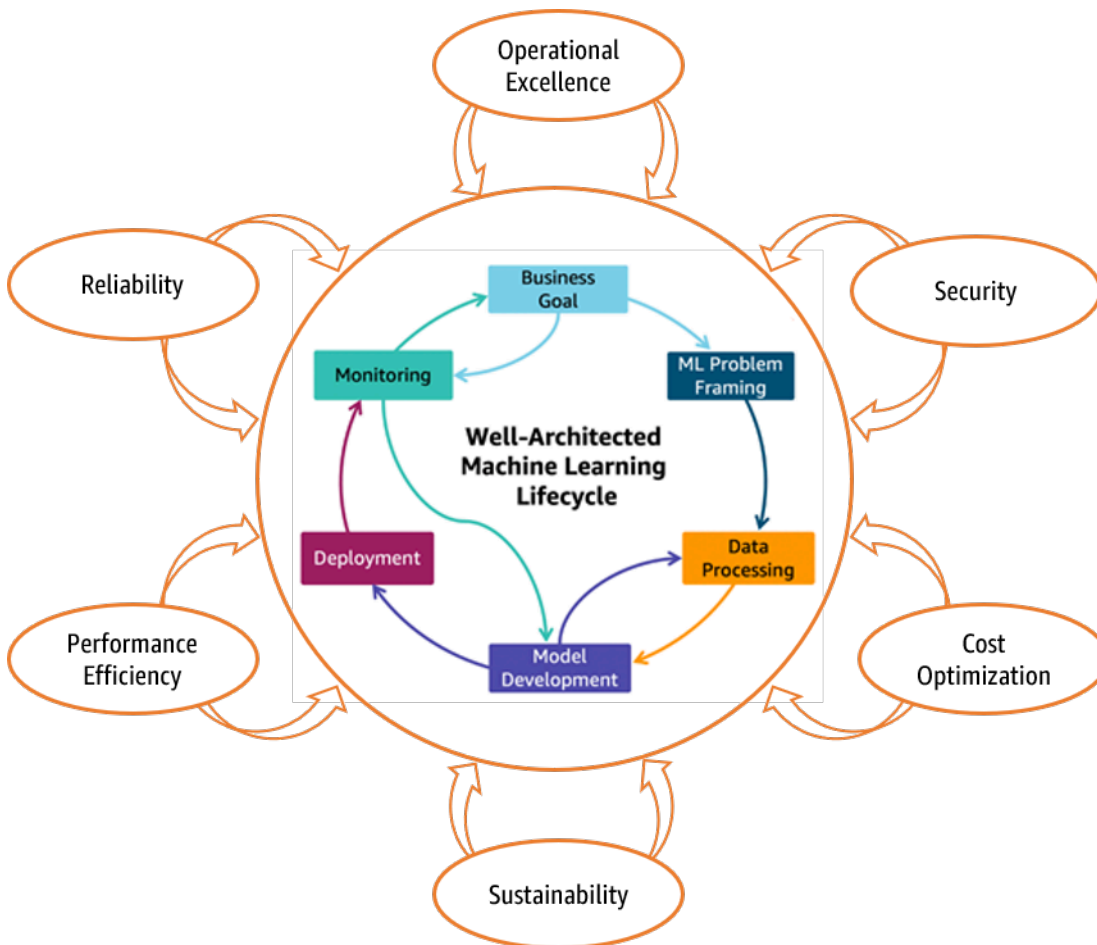 Operational
Excellence
Reliability
Security
Business
Goal
Monitoring
ML Problem
Framing
Well-Architected
Machine Learning
Lifecycle
Deployment
Data
Processing
Model
Development
Performance
Efficiency
Cost
Optimization
Sustainability